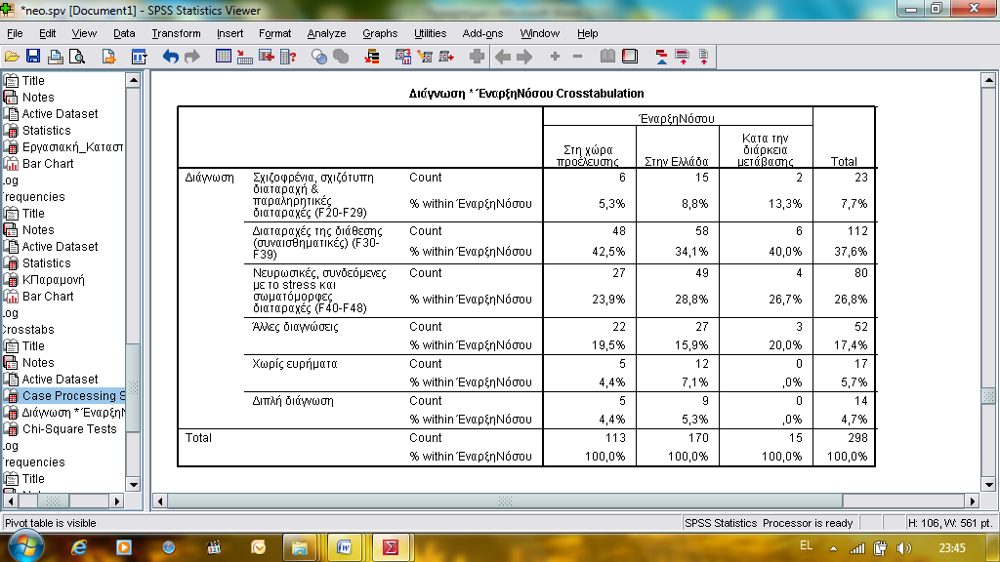 *neo.spv [Document1] - SPSS Statistics Viewer
File Edit View Data Transform Insert Format Analyze Graphs Utilities Add-ons Window Help
Title
Notes
Active Dataset
Statistics
Εργασιακή_Καταστ
Bar Chart
Log
requencies
Title
Notes
Active Dataset
Statistics
ΚΠαραμονή
Bar Chart
Log
Crosstabs
Title
Notes
Active Dataset
Case Processing S
Διάγνωση * Έναρξη
Chi-Square Tests
Log
requencies
Title
Διάγνωση * ΈναρξηΝόσου Crosstabulation
ΈναρξηΝόσου
Στη χώρα προέλευσης Στην Ελλάδα Κατα την διάρκεια μετάβασης Total
Διάγνωση Σχιζοφρένια, σχιζότυπη διαταραχή & παραληρητικές διαταραχές (F20-F29) Count 6 15 2 23
% within ΈναρξηΝόσου 5,3% 8,8% 13,3% 7,7%
Διαταραχές της διάθεσης (συναισθηματικές) (F30-F39) Count 48 58 6 112
% within ΈναρξηΝόσου 42,5% 34,1% 40,0% 37,6%
Νευρωσικές, συνδεόμενες με το stress και σωματόμορφες διαταραχές (F40-F48) Count 27 49 4 80
% within ΈναρξηΝόσου 23,9% 28,8% 26,7% 26,8%
Άλλες διαγνώσεις Count 22 27 3 52
% within ΈναρξηΝόσου 19,5% 15,9% 20,0% 17,4%
Χωρίς ευρήματα Count 5 12 0 17
% within ΈναρξηΝόσου 4,4% 7,1% ,0% 5,7%
Διπλή διάγνωση Count 5 9 0 14
% within ΈναρξηΝόσου 4,4% 5,3% ,0% 4,7%
Total Count 113 170 15 298
% within ΈναρξηΝόσου 100,0% 100,0% 100,0% 100,0%
Pivot table is visible
SPSS Statistics Processor is ready
H: 106, W: 561 pt.
EL
23:45